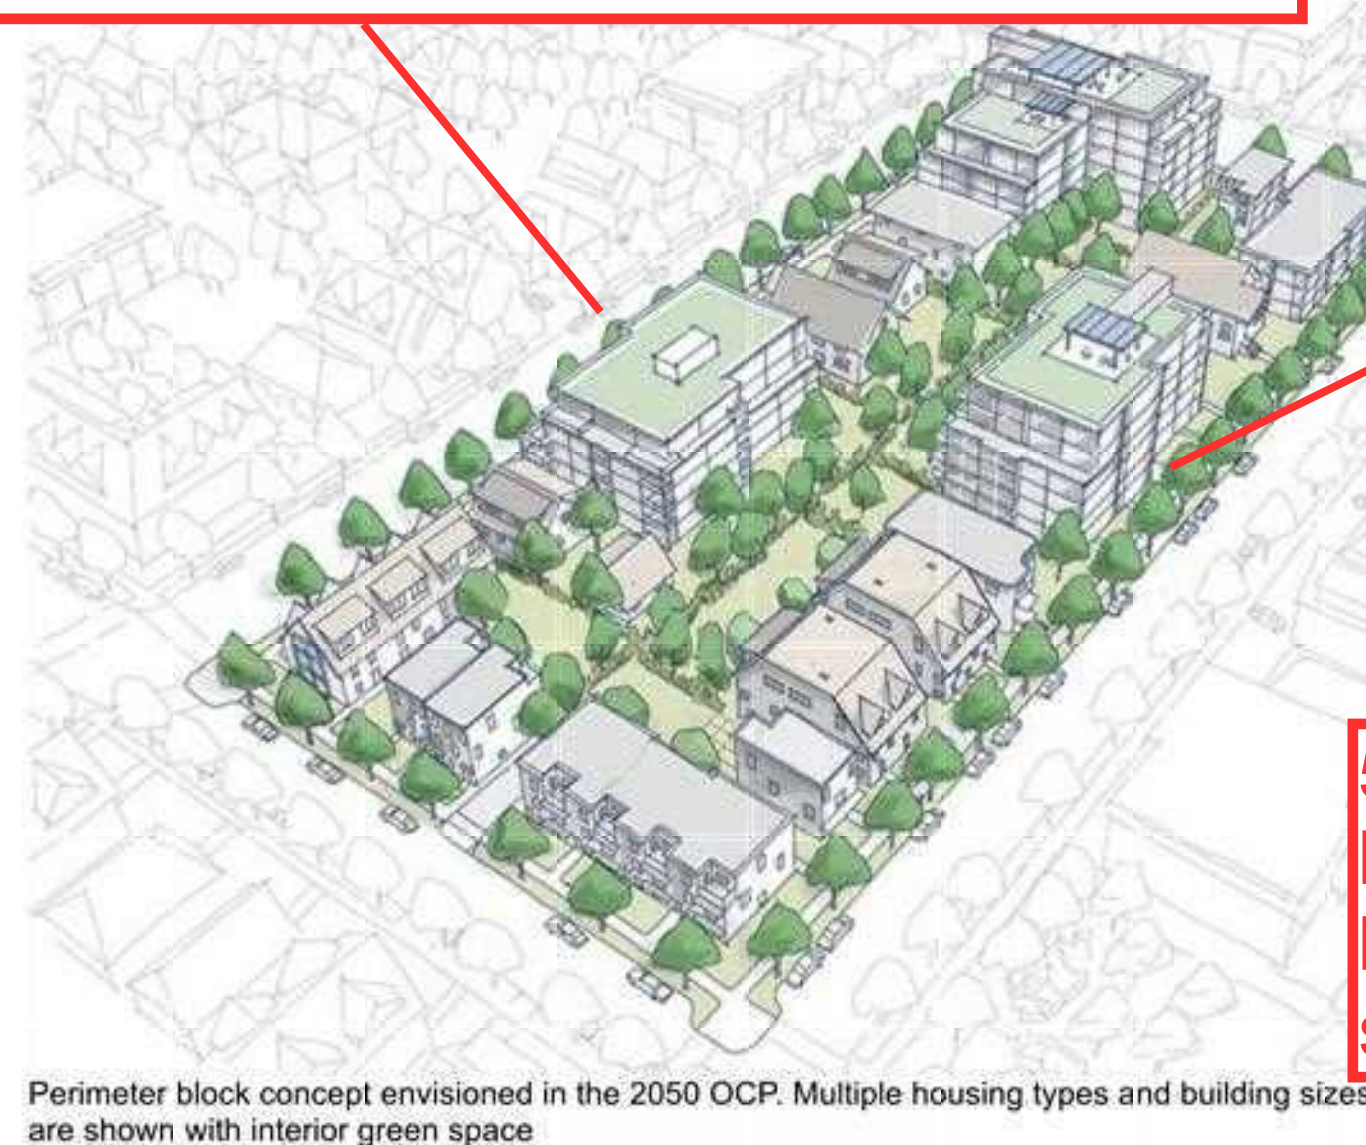 Perimeter block concept envisioned in the 2050 OCP. Multiple housing types and building sizes
are shown with interior green space